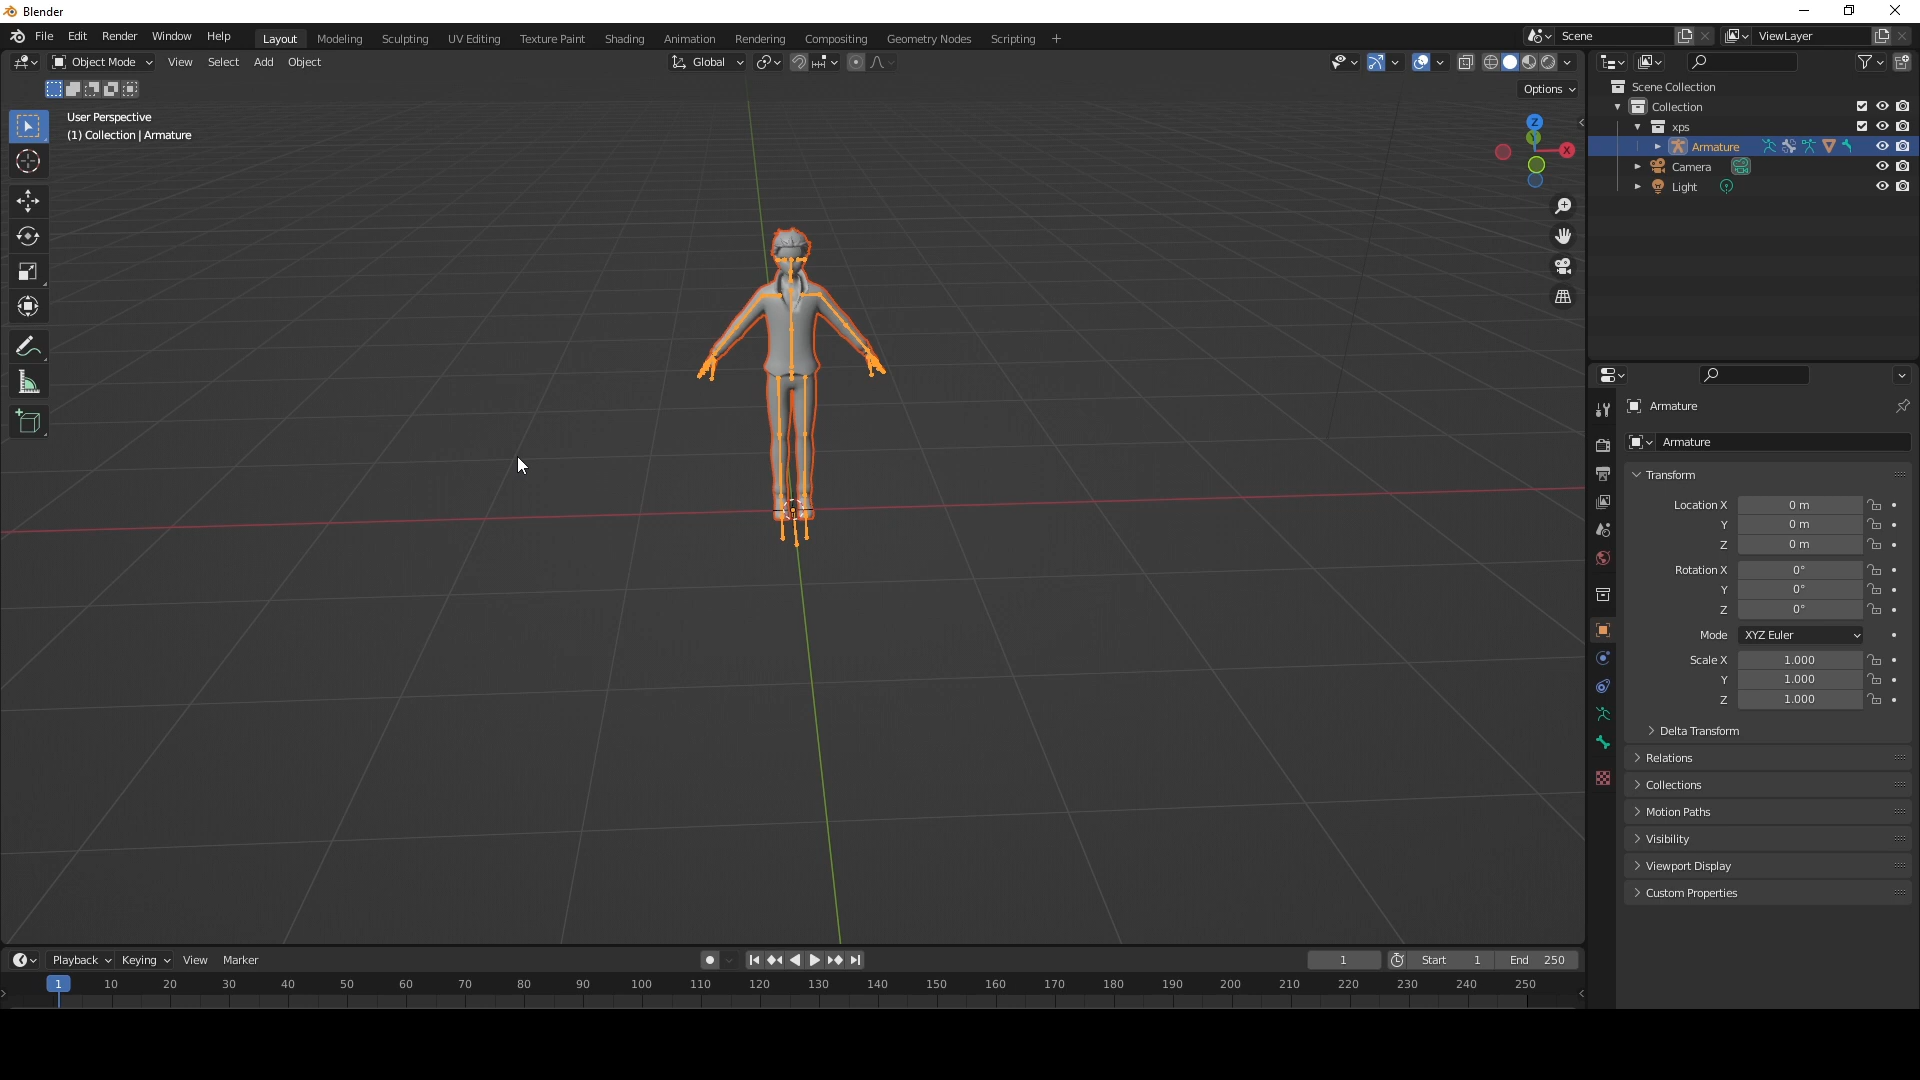 Blender
File Edit Render Window Help Layout Modeling Sculpting UV Editing Texture Paint Shading Animation Rendering Compositing Geometry Nodes Scripting + Scene ViewLayer
Object Mode View Select Add Object Global
Options
User Perspective
(1) Collection | Armature
Z
Y
X
Scene Collection
Collection
xps
Armature
Camera
Light
Armature
Armature
Transform
Location X 0 m
Y 0 m
Z 0 m
Rotation X 0°
Y 0°
Z 0°
Mode XYZ Euler
Scale X 1.000
Y 1.000
Z 1.000
Delta Transform
Relations
Collections
Motion Paths
Visibility
Viewport Display
Custom Properties
Playback Keying View Marker 1 Start 1 End 250
1 10 20 30 40 50 60 70 80 90 100 110 120 130 140 150 160 170 180 190 200 210 220 230 240 250